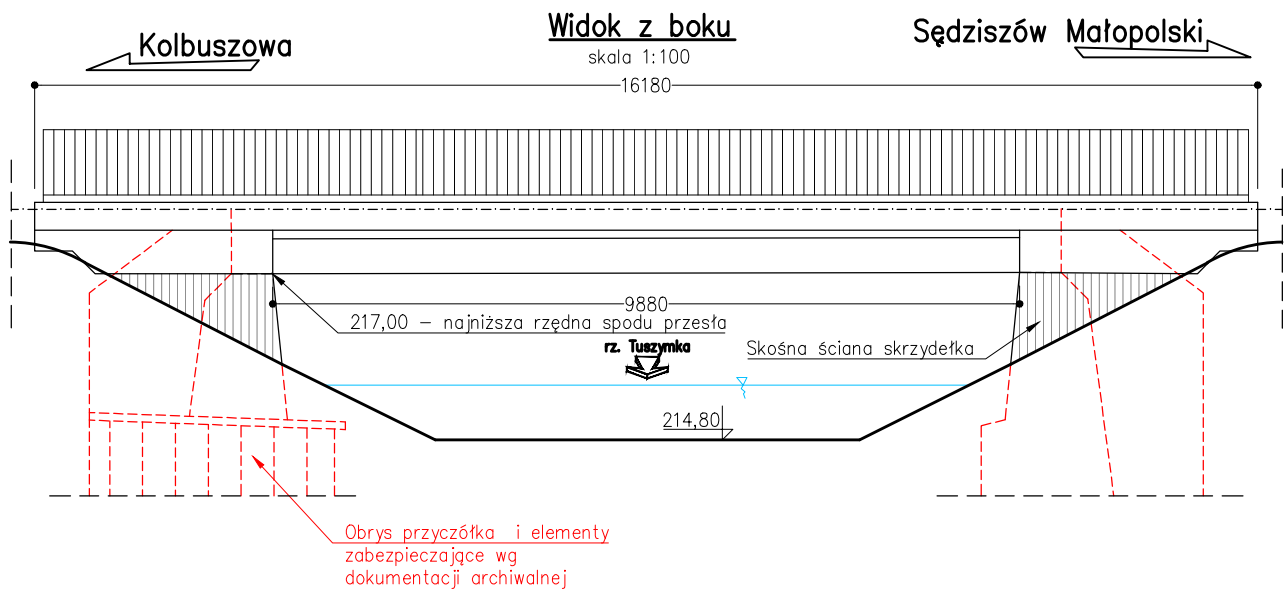 Widok z boku
skala 1:100
Kolbuszowa
Sędziszów Małopolski
16180
9880
217,00 – najniższa rzędna spodu przęsła
rz. Tuszymka
Skośna ściana skrzydełka
214,80
Obrys przyczółka i elementy
zabezpieczające wg
dokumentacji archiwalnej